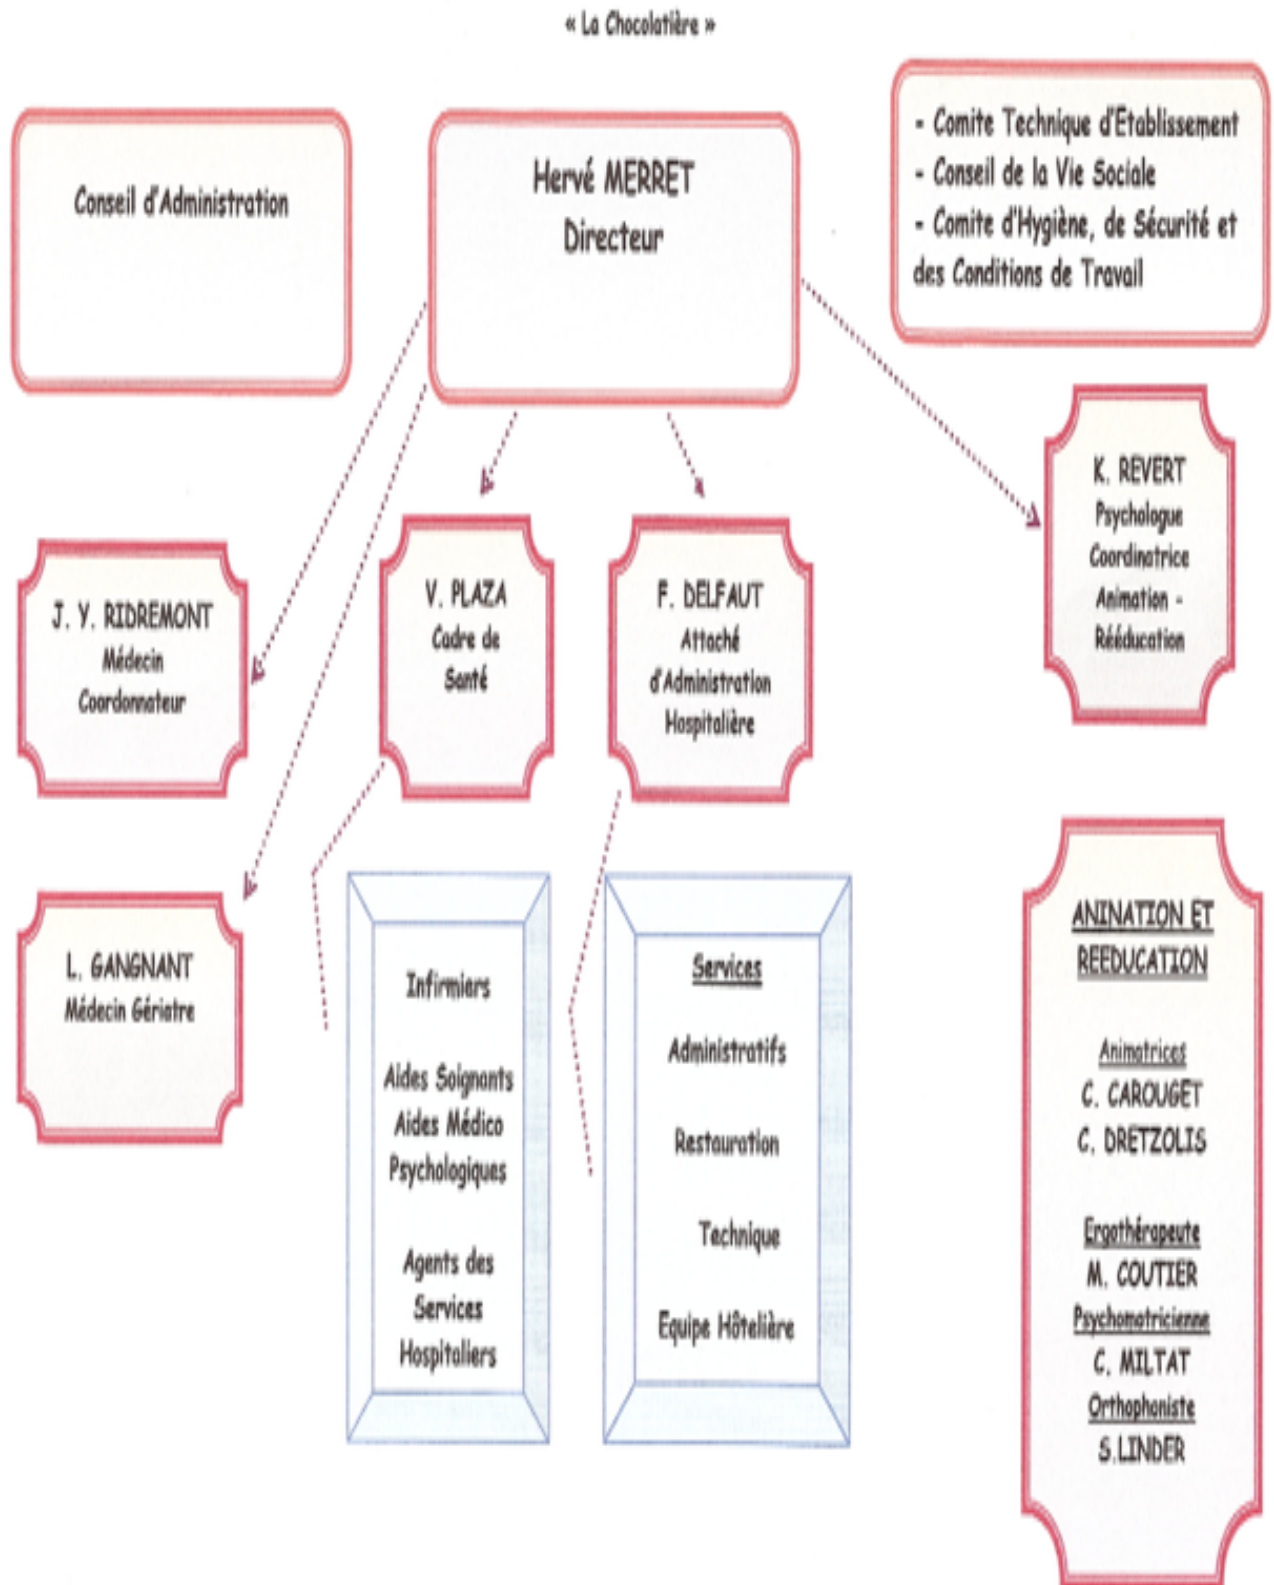 « La Chocolatière »
Conseil d'Administration
Hervé MERRET
Directeur
- Comite Technique d'Etablissement
- Conseil de la Vie Sociale
- Comite d'Hygiène, de Sécurité et
des Conditions de Travail
J. Y. RIDREMONT
Médecin
Coordonnateur
V. PLAZA
Cadre de
Santé
F. DELFAUT
Attaché
d'Administration
Hospitalière
K. REVERT
Psychologue
Coordinatrice
Animation -
Rééducation
L. GANGNANT
Médecin Gériatre
Infirmiers
Aides Soignants
Aides Médico
Psychologiques
Agents des
Services
Hospitaliers
Services
Administratifs
Restauration
Technique
Equipe Hôtelière
ANINATION ET
REEDUCATION
Animatrices
C. CAROUGET
C. DRETZOLIS
Ergothérapeute
M. COUTIER
Psychomotricienne
C. MILTAT
Orthophoniste
S.LINDER